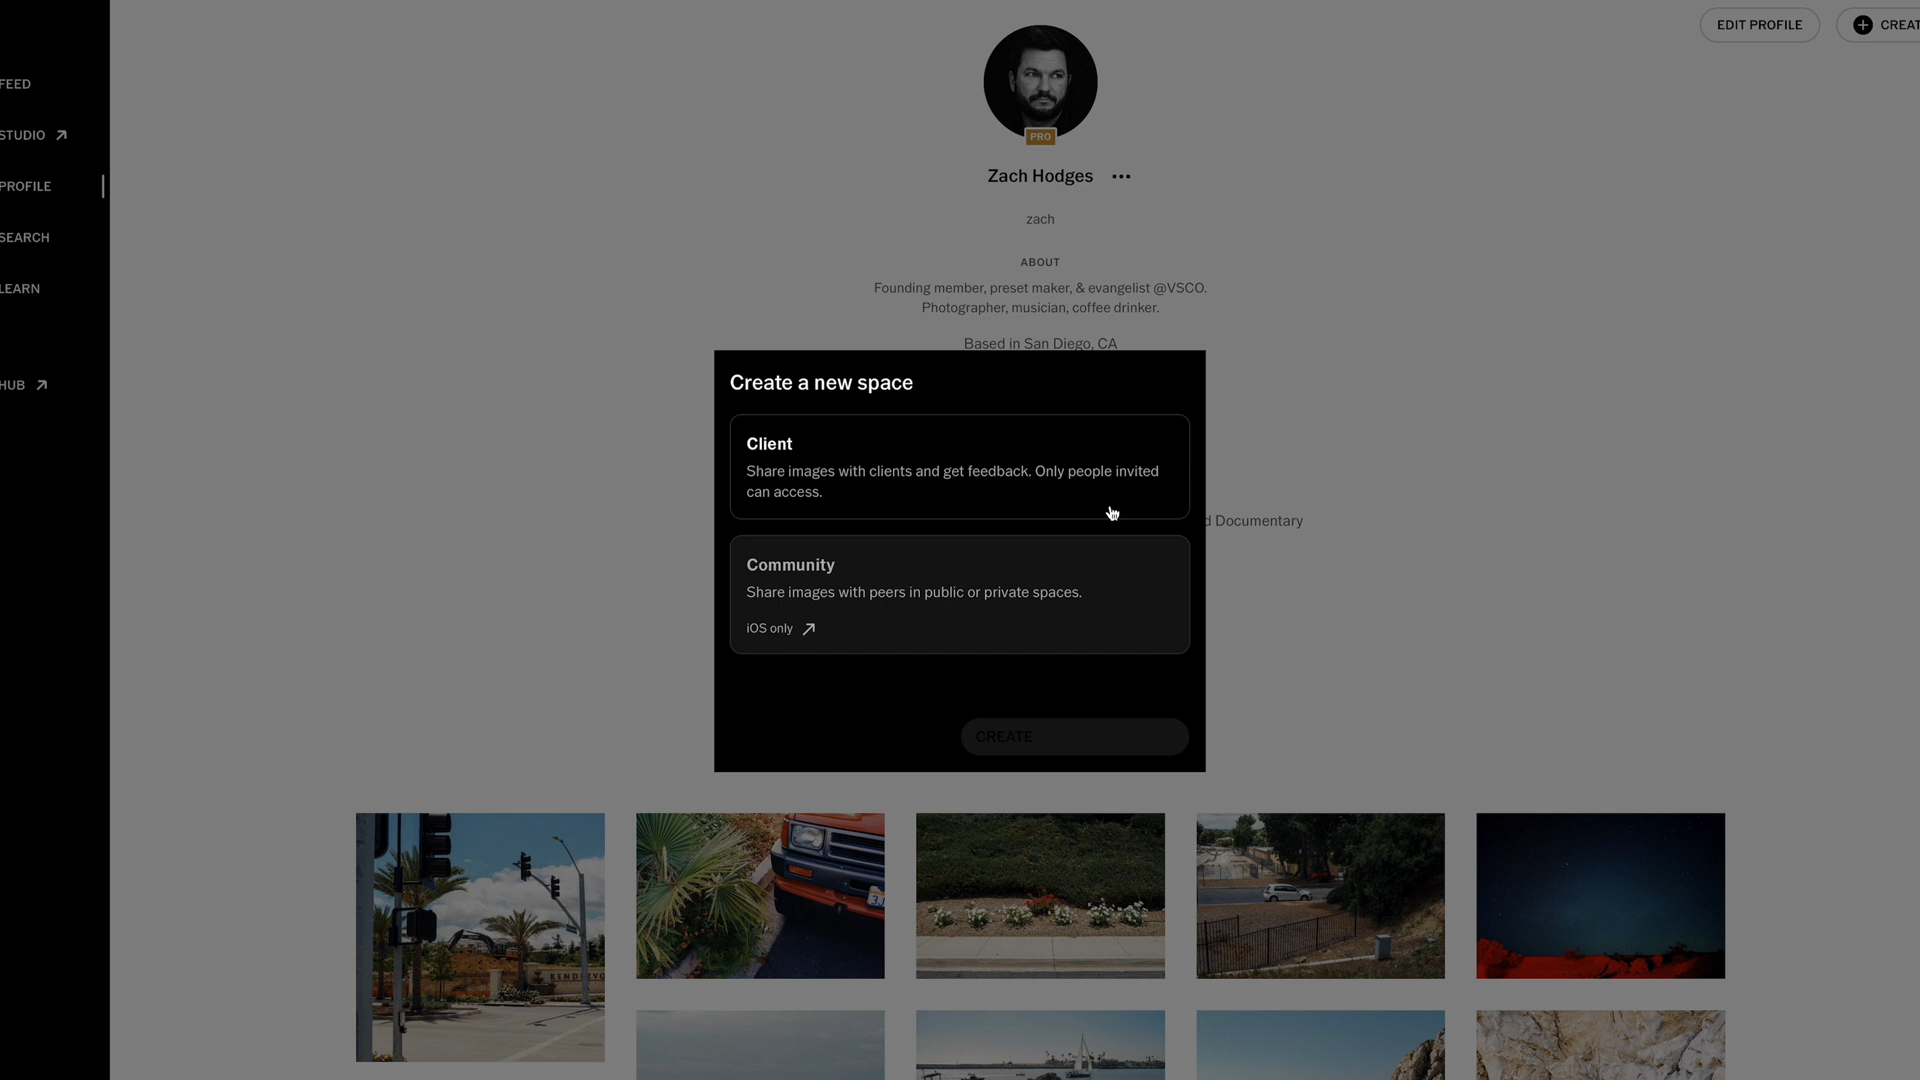 EDIT PROFILE
CREAT
FEED
STUDIO
PROFILE
SEARCH
LEARN
HUB
PRO
Zach Hodges
zach
ABOUT
Founding member, preset maker, & evangelist @VSCO.
Photographer, musician, coffee drinker.
Based in San Diego, CA
d Documentary
Create a new space
Client
Share images with clients and get feedback. Only people invited
can access.
Community
Share images with peers in public or private spaces.
iOS only
CREATE